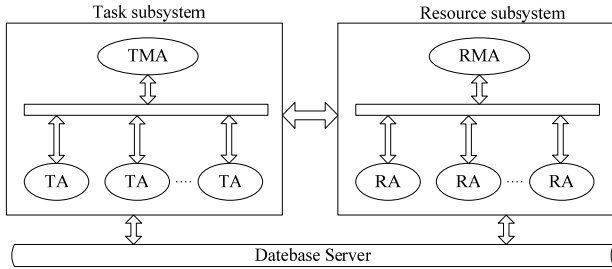 Task subsystem Resource subsystem
TMA RMA
TA TA .... TA RA RA .... RA
Datebase Server